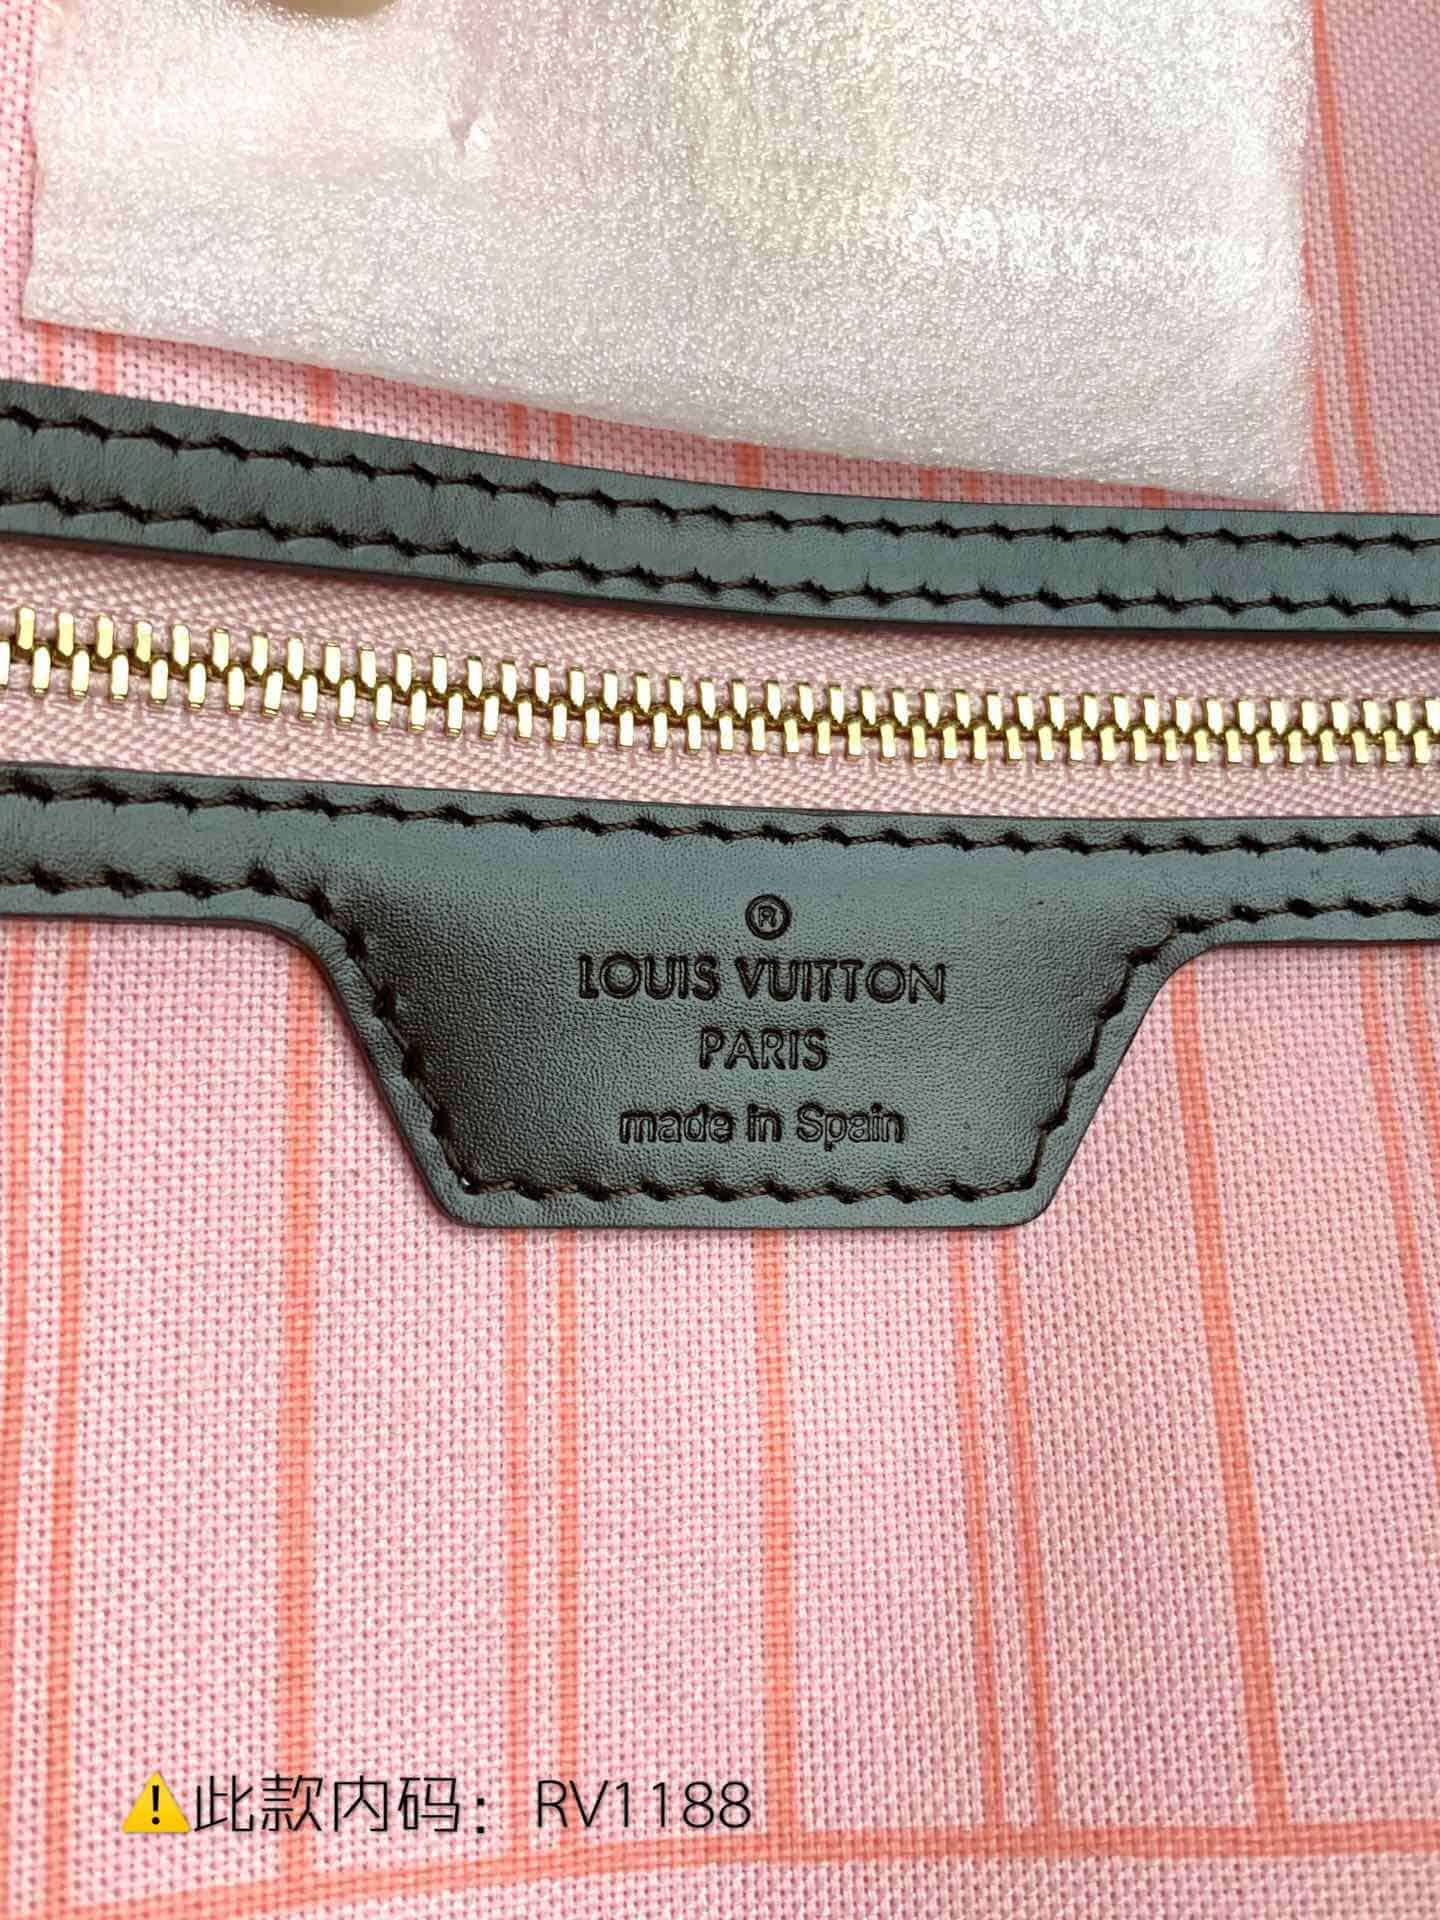 ®
LOUIS VUITTON
PARIS
made in Spain
⚠️此款内码：RV1188